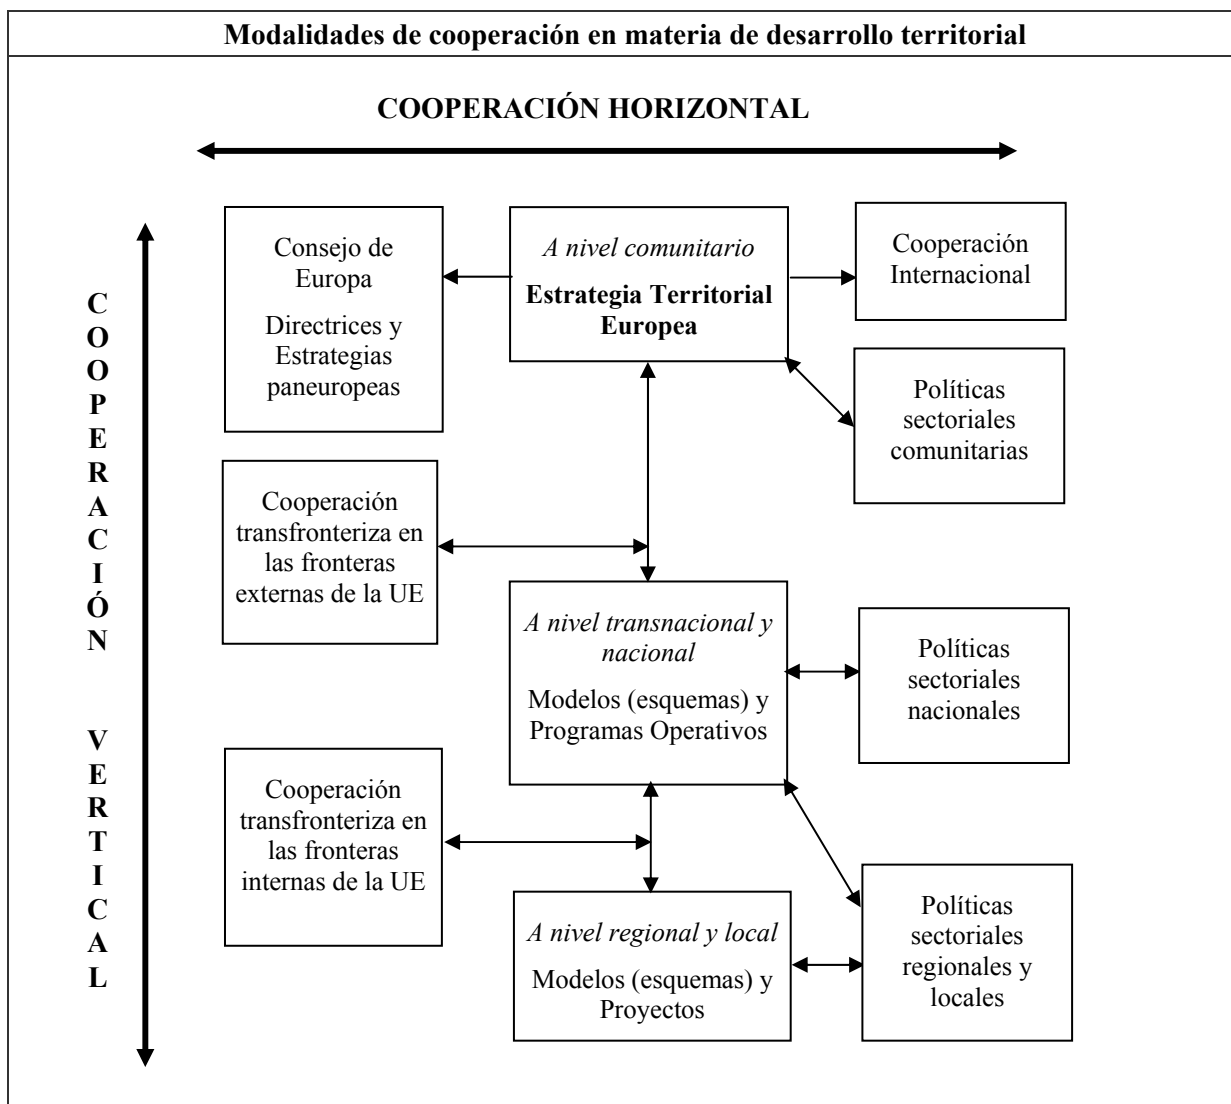 Modalidades de cooperación en materia de desarrollo territorial
COOPERACIÓN HORIZONTAL
COOPERACIÓN VERTICAL
Consejo de
Europa
Directrices y
Estrategias
paneuropeas
A nivel comunitario
Estrategia Territorial
Europea
Cooperación
Internacional
Políticas
sectoriales
comunitarias
Cooperación
transfronteriza en
las fronteras
externas de la UE
A nivel transnacional y
nacional
Modelos (esquemas) y
Programas Operativos
Políticas
sectoriales
nacionales
Cooperación
transfronteriza en
las fronteras
internas de la UE
A nivel regional y local
Modelos (esquemas) y
Proyectos
Políticas
sectoriales
regionales y
locales